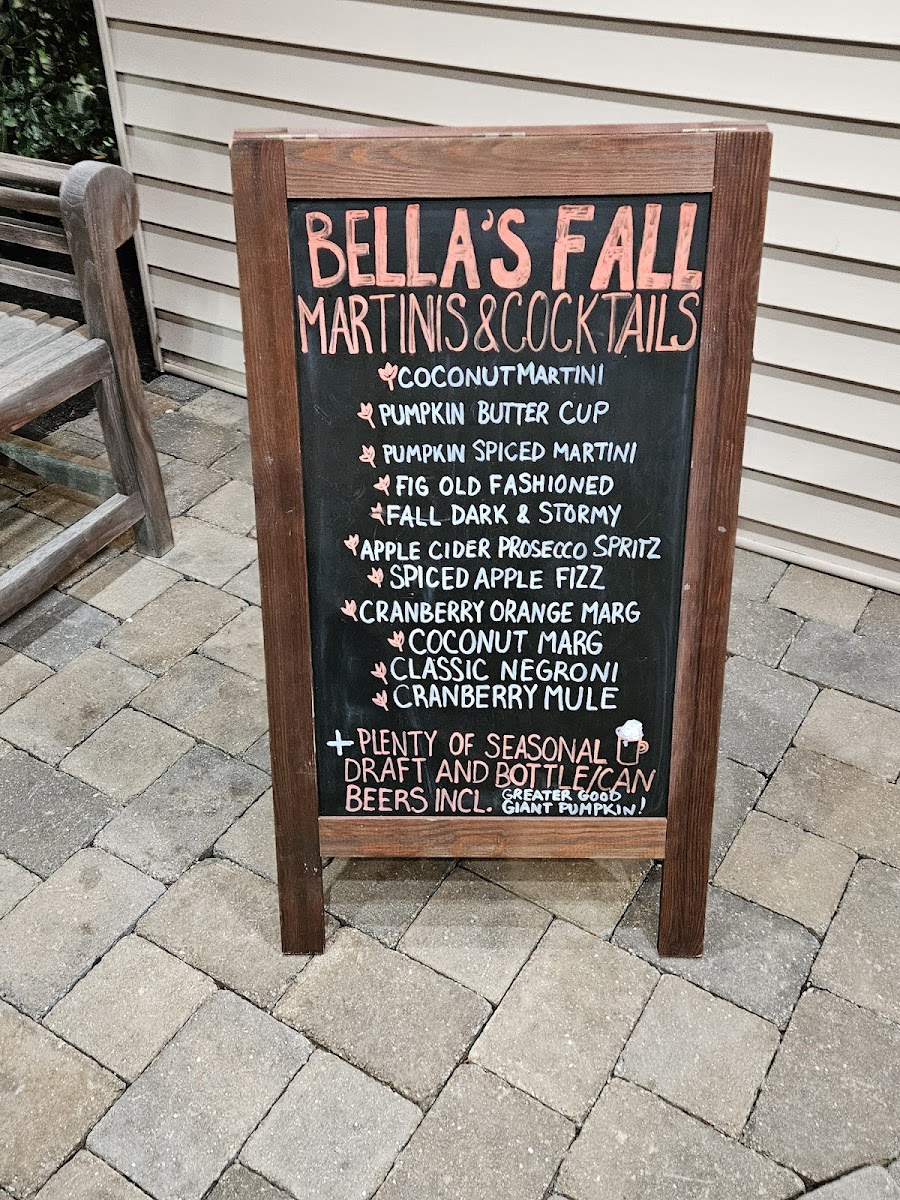 BELLA'S FALL
MARTINIS & COCKTAILS
COCONUT MARTINI
PUMPKIN BUTTER CUP
PUMPKIN SPICED MARTINI
FIG OLD FASHIONED
FALL DARK & STORMY
APPLE CIDER PROSECCO SPRITZ
SPICED APPLE FIZZ
CRANBERRY ORANGE MARG
COCONUT MARG
CLASSIC NEGRONI
CRANBERRY MULE
+ PLENTY OF SEASONAL
DRAFT AND BOTTLE/CAN
BEERS INCL. GREATER GOOD
GIANT PUMPKIN!